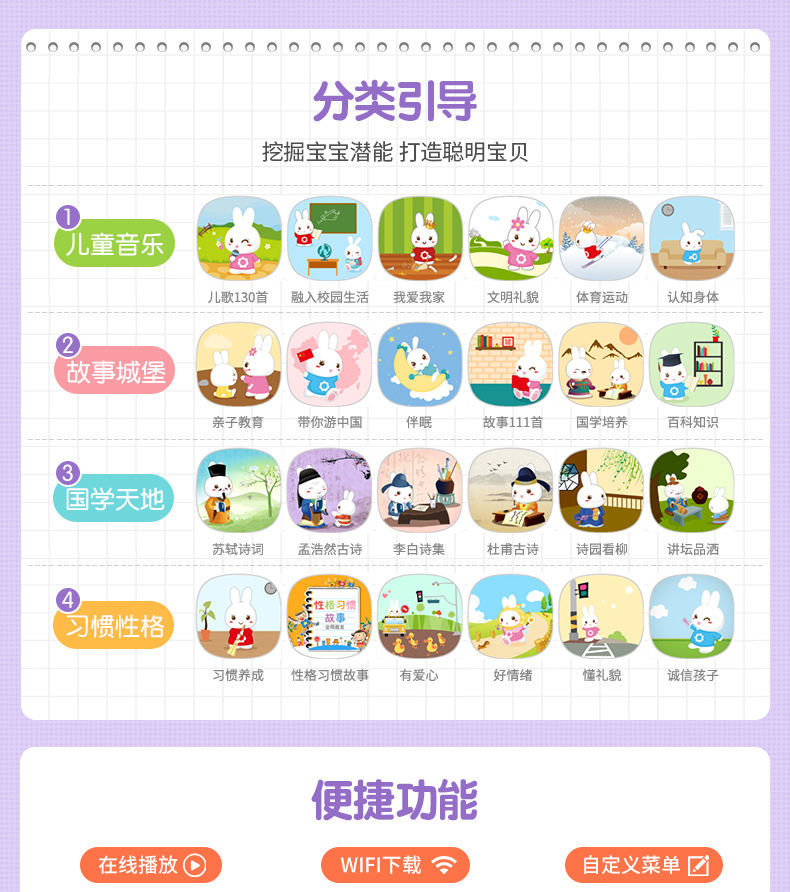 分类引导
挖掘宝宝潜能 打造聪明宝贝
1
儿童音乐
儿歌130首 融入校园生活 我爱我家 文明礼貌 体育运动 认知身体
2
故事城堡
亲子教育 带你游中国 伴眠 故事111首 国学培养 百科知识
3
国学天地
苏轼诗词 孟浩然古诗 李白诗集 杜甫古诗 诗园看柳 讲坛品酒
4
习惯性格
性格习惯
故事
习惯养成 性格习惯故事 有爱心 好情绪 懂礼貌 诚信孩子
便捷功能
在线播放 WIFI下载 自定义菜单